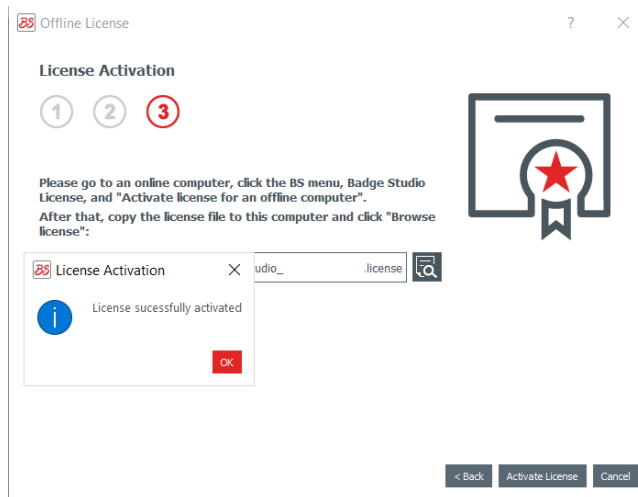 BS Offline License
? ×
License Activation
1 2 3
Please go to an online computer, click the BS menu, Badge Studio
License, and "Activate license for an offline computer".
After that, copy the license file to this computer and click "Browse
license":
udio_ .license
BS License Activation ×
i License sucessfully activated
OK
< Back Activate License Cancel